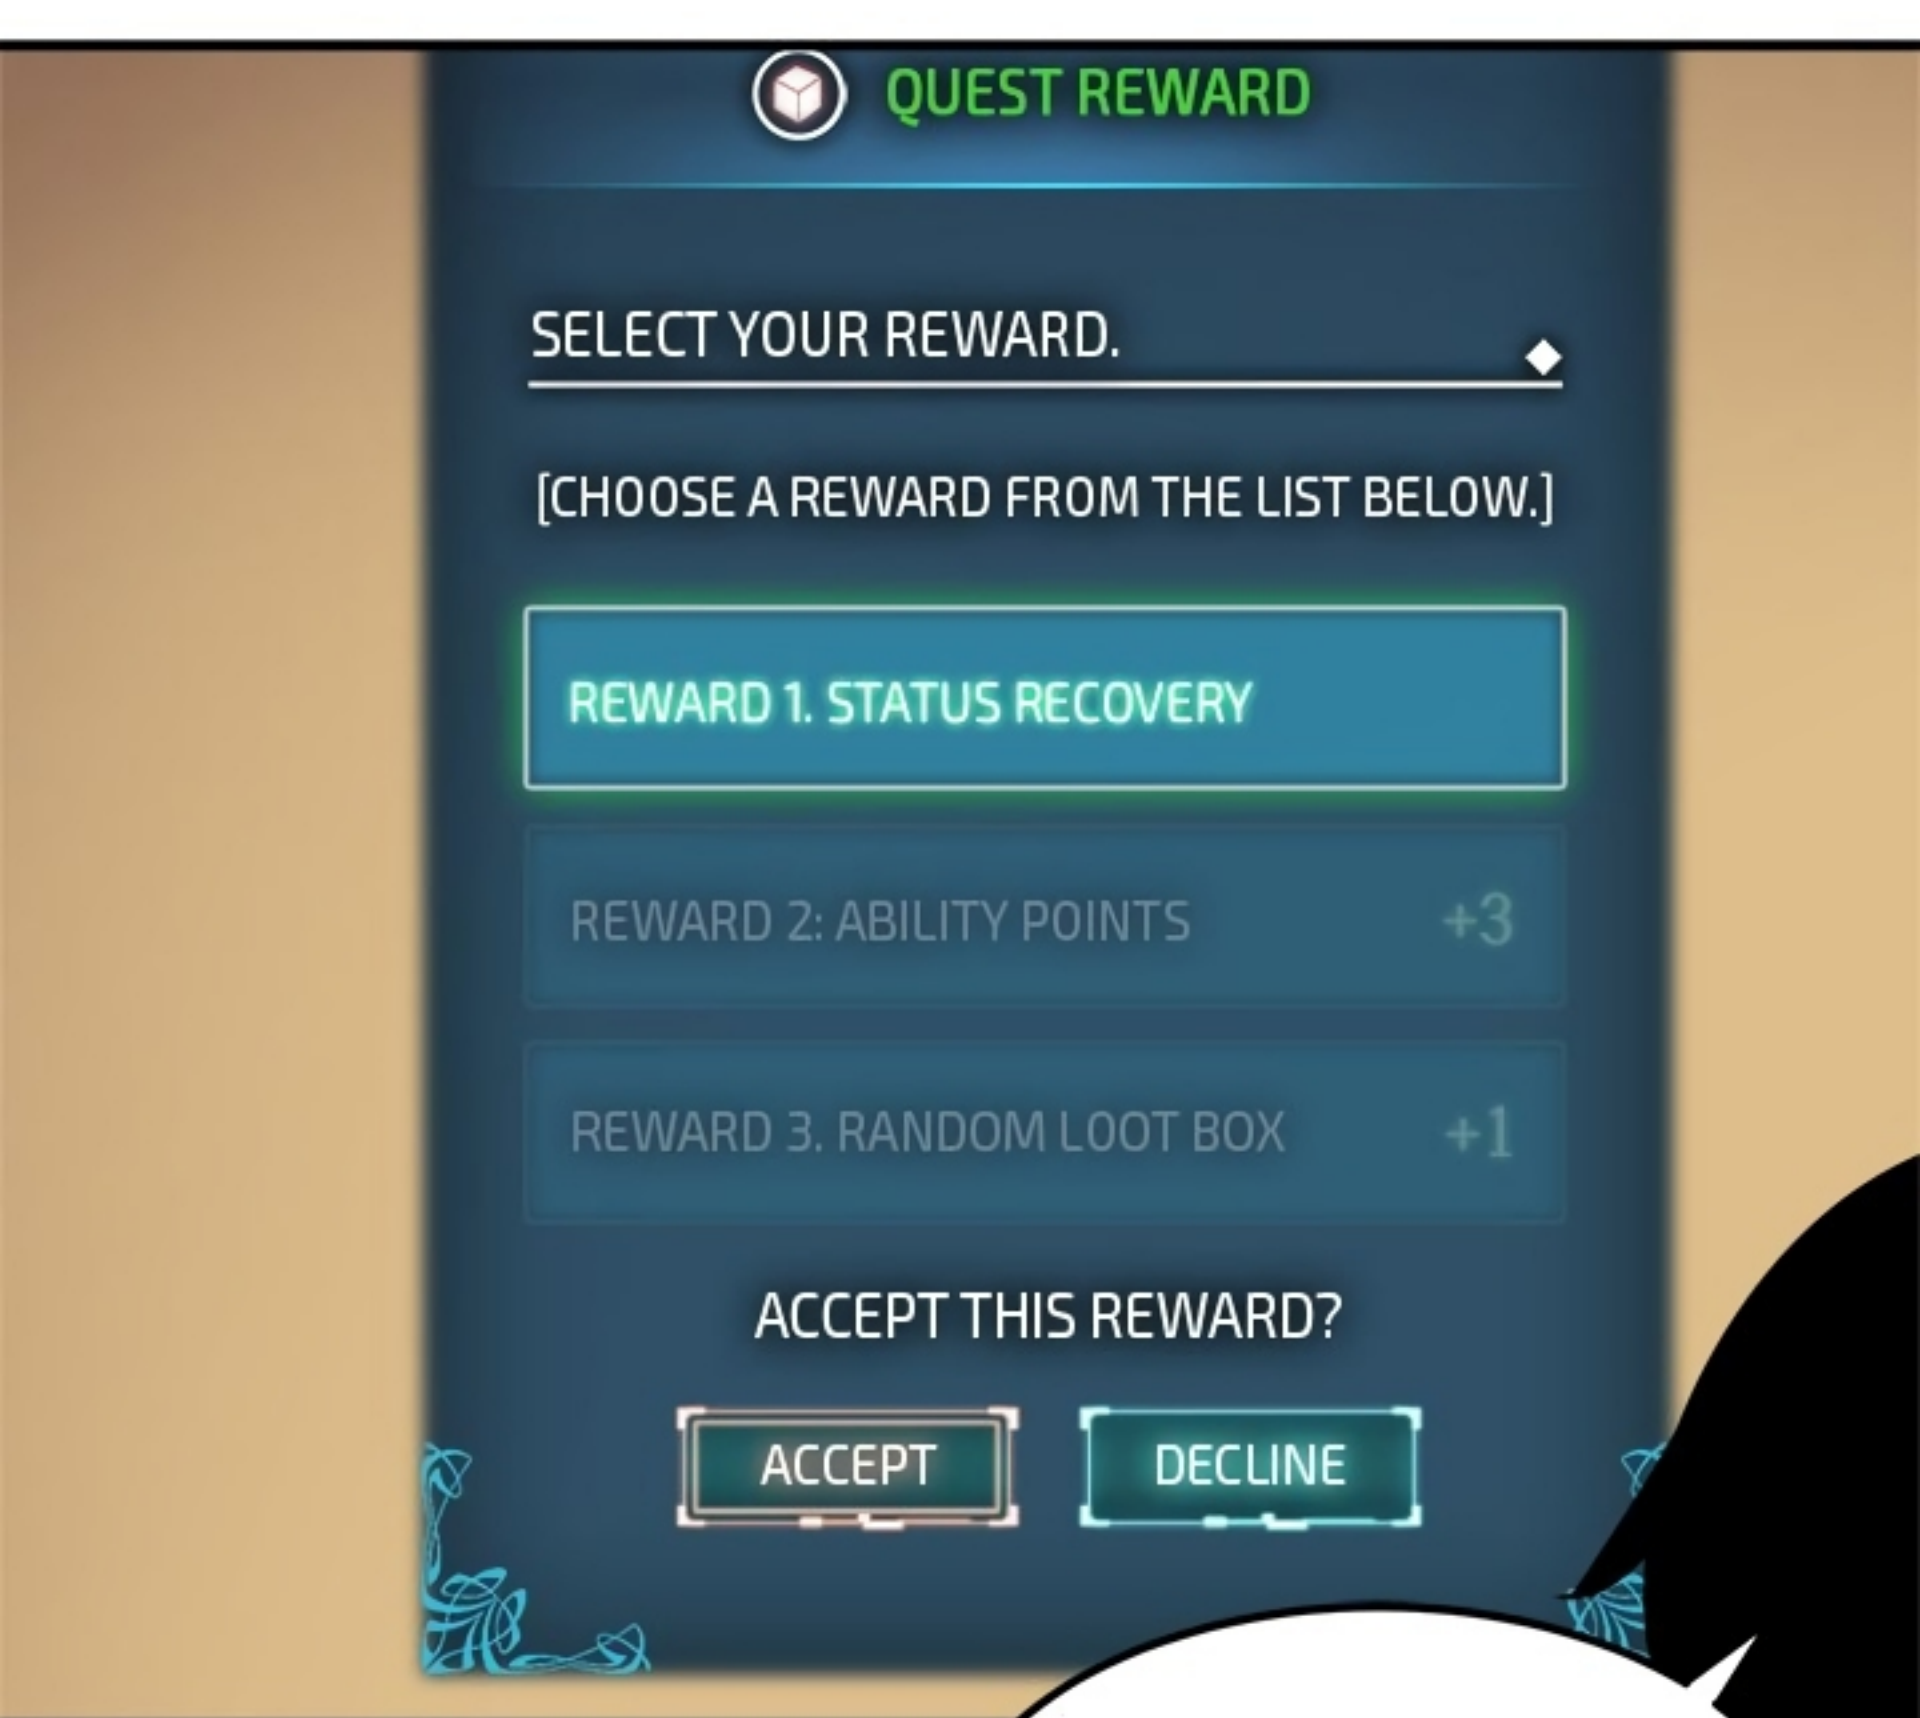 QUEST REWARD
SELECT YOUR REWARD.
[CHOOSE A REWARD FROM THE LIST BELOW.]
REWARD 1. STATUS RECOVERY
REWARD 2: ABILITY POINTS +3
REWARD 3. RANDOM LOOT BOX +1
ACCEPT THIS REWARD?
ACCEPT DECLINE